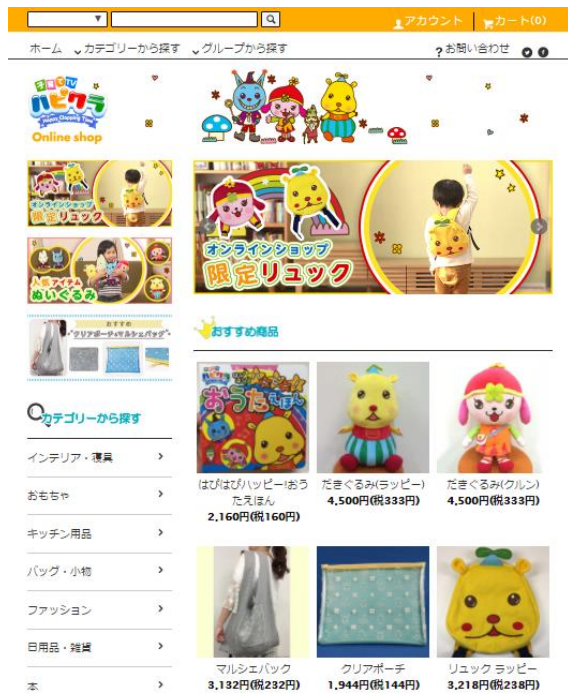 アカウント
カート(0)
ホーム
カテゴリーから探す
グループから探す
?お問い合わせ
子育てTV
ハピクラ
Happy Clapping Time
Online shop
オンラインショップ
限定リュック
人気アイテム
ぬいぐるみ
おすすめ
クリアポーチ&マルシェバッグ
オンラインショップ
限定リュック
おすすめ商品
おうたえほん
はぴはぴハッピー!おう
たえほん
2,160円(税160円)
だきぐるみ(ラッピー)
4,500円(税333円)
だきぐるみ(クルン)
4,500円(税333円)
カテゴリーから探す
インテリア・寝具
おもちゃ
キッチン用品
バッグ・小物
ファッション
日用品・雑貨
本
マルシェバック
3,132円(税232円)
クリアポーチ
1,944円(税144円)
リュック ラッピー
3,218円(税238円)